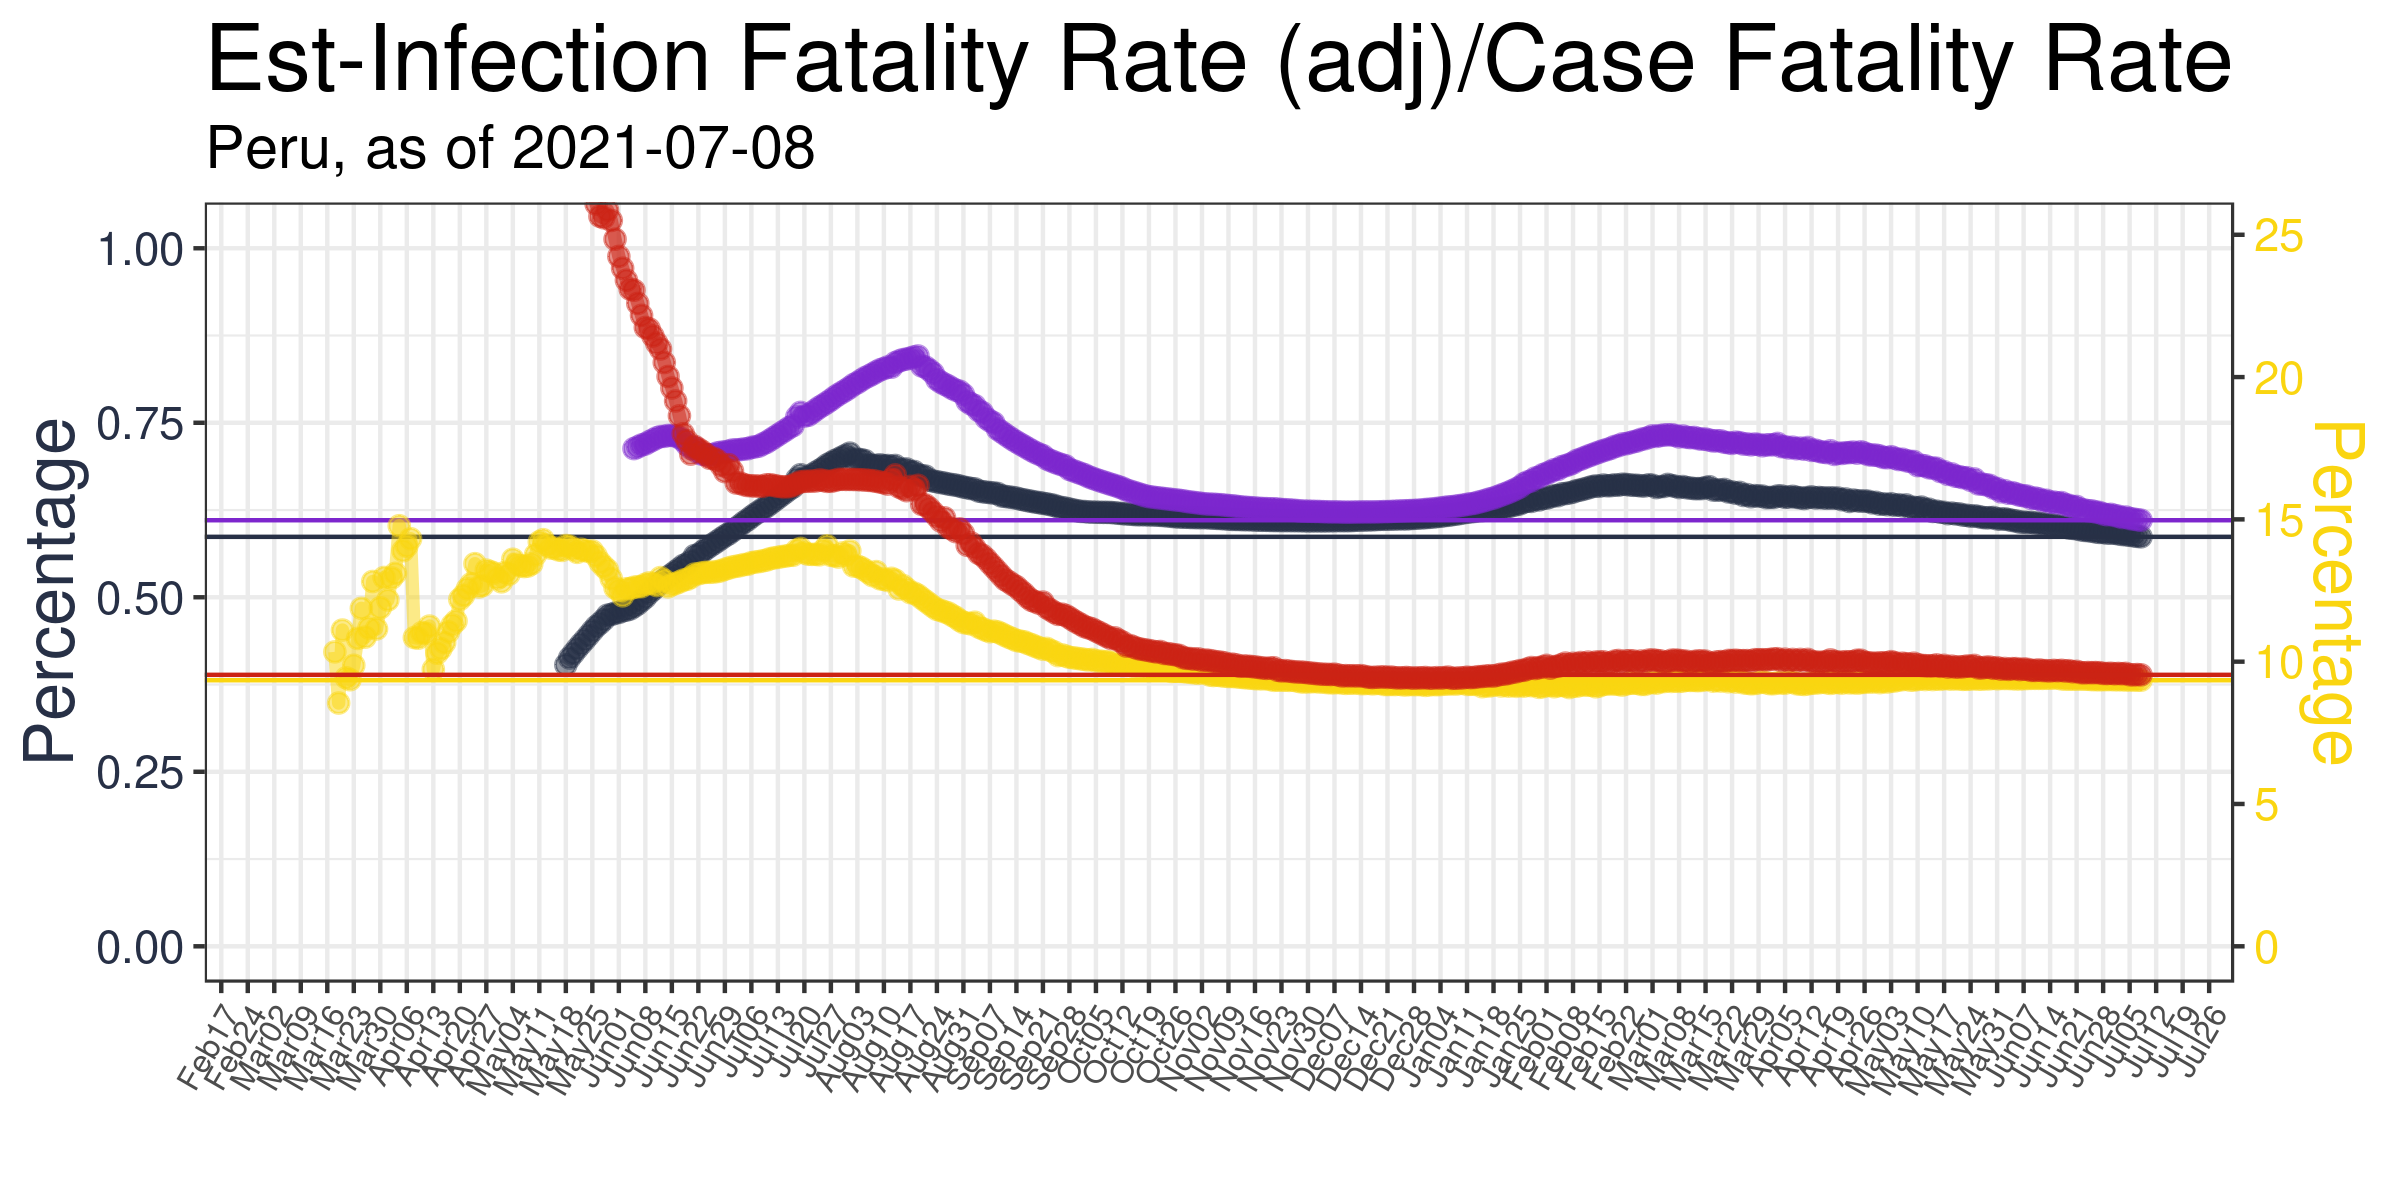 Est-Infection Fatality Rate (adj)/Case Fatality Rate
Peru, as of 2021-07-08
Percentage
1.00
0.75
0.50
0.25
0.00
25
20
15
10
5
0
Percentage
Feb17
Feb24
Mar02
Mar09
Mar16
Mar23
Mar30
Apr06
Apr13
Apr20
Apr27
May04
May11
May18
May25
Jun01
Jun08
Jun15
Jun22
Jun29
Jul06
Jul13
Jul20
Jul27
Aug03
Aug10
Aug17
Aug24
Aug31
Sep07
Sep14
Sep21
Sep28
Oct05
Oct12
Oct19
Oct26
Nov02
Nov09
Nov16
Nov23
Nov30
Dec07
Dec14
Dec21
Dec28
Jan04
Jan11
Jan18
Jan25
Feb01
Feb08
Feb15
Feb22
Mar01
Mar08
Mar15
Mar22
Mar29
Apr05
Apr12
Apr19
Apr26
May03
May10
May17
May24
May31
Jun07
Jun14
Jun21
Jun28
Jul05
Jul12
Jul19
Jul26